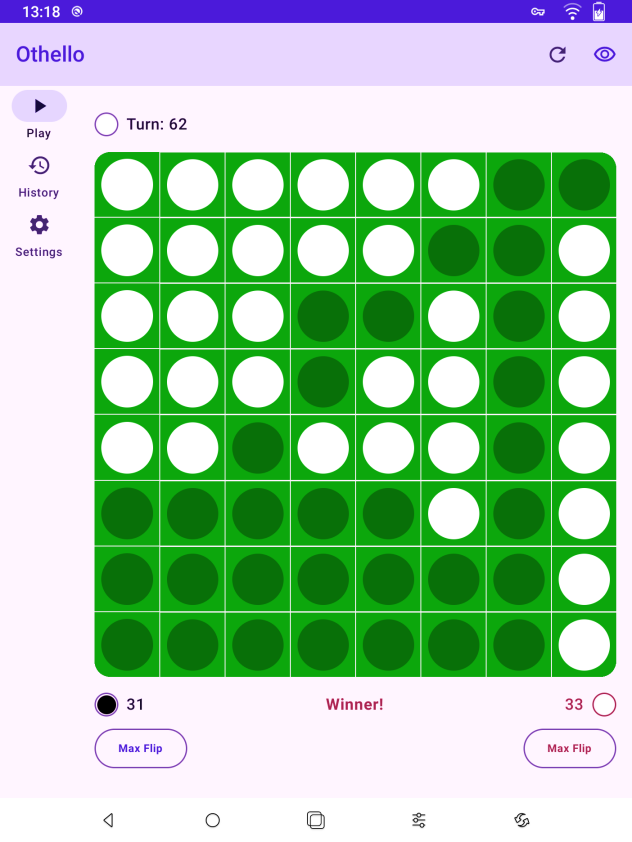 13:18
Othello
Play
Turn: 62
History
Settings
31
Winner!
33
Max Flip
Max Flip